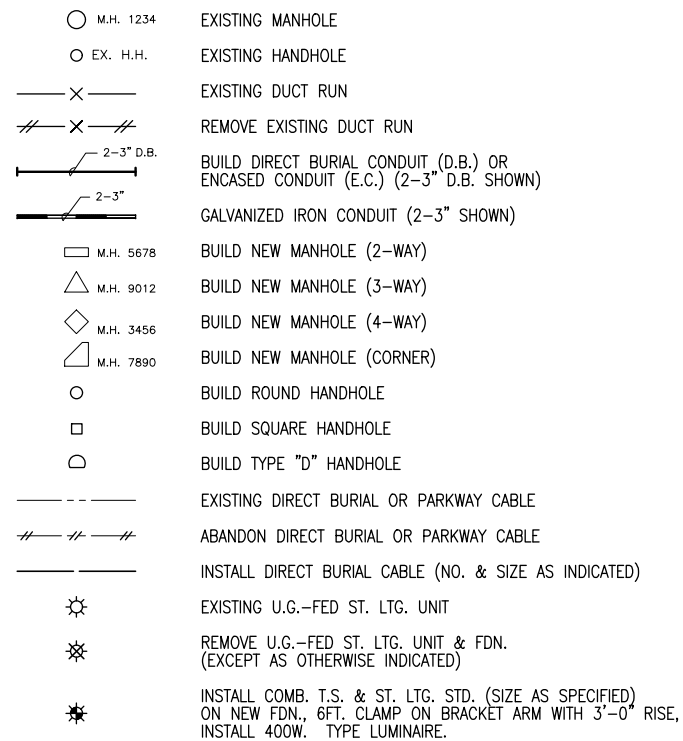 M.H. 1234 EXISTING MANHOLE
EX. H.H. EXISTING HANDHOLE
EXISTING DUCT RUN
REMOVE EXISTING DUCT RUN
2-3" D.B. BUILD DIRECT BURIAL CONDUIT (D.B.) OR
ENCASED CONDUIT (E.C.) (2-3" D.B. SHOWN)
2-3" GALVANIZED IRON CONDUIT (2-3" SHOWN)
M.H. 5678 BUILD NEW MANHOLE (2-WAY)
M.H. 9012 BUILD NEW MANHOLE (3-WAY)
M.H. 3456 BUILD NEW MANHOLE (4-WAY)
M.H. 7890 BUILD NEW MANHOLE (CORNER)
BUILD ROUND HANDHOLE
BUILD SQUARE HANDHOLE
BUILD TYPE "D" HANDHOLE
EXISTING DIRECT BURIAL OR PARKWAY CABLE
ABANDON DIRECT BURIAL OR PARKWAY CABLE
INSTALL DIRECT BURIAL CABLE (NO. & SIZE AS INDICATED)
EXISTING U.G.-FED ST. LTG. UNIT
REMOVE U.G.-FED ST. LTG. UNIT & FDN.
(EXCEPT AS OTHERWISE INDICATED)
INSTALL COMB. T.S. & ST. LTG. STD. (SIZE AS SPECIFIED)
ON NEW FDN., 6FT. CLAMP ON BRACKET ARM WITH 3'-0" RISE,
INSTALL 400W. TYPE LUMINAIRE.